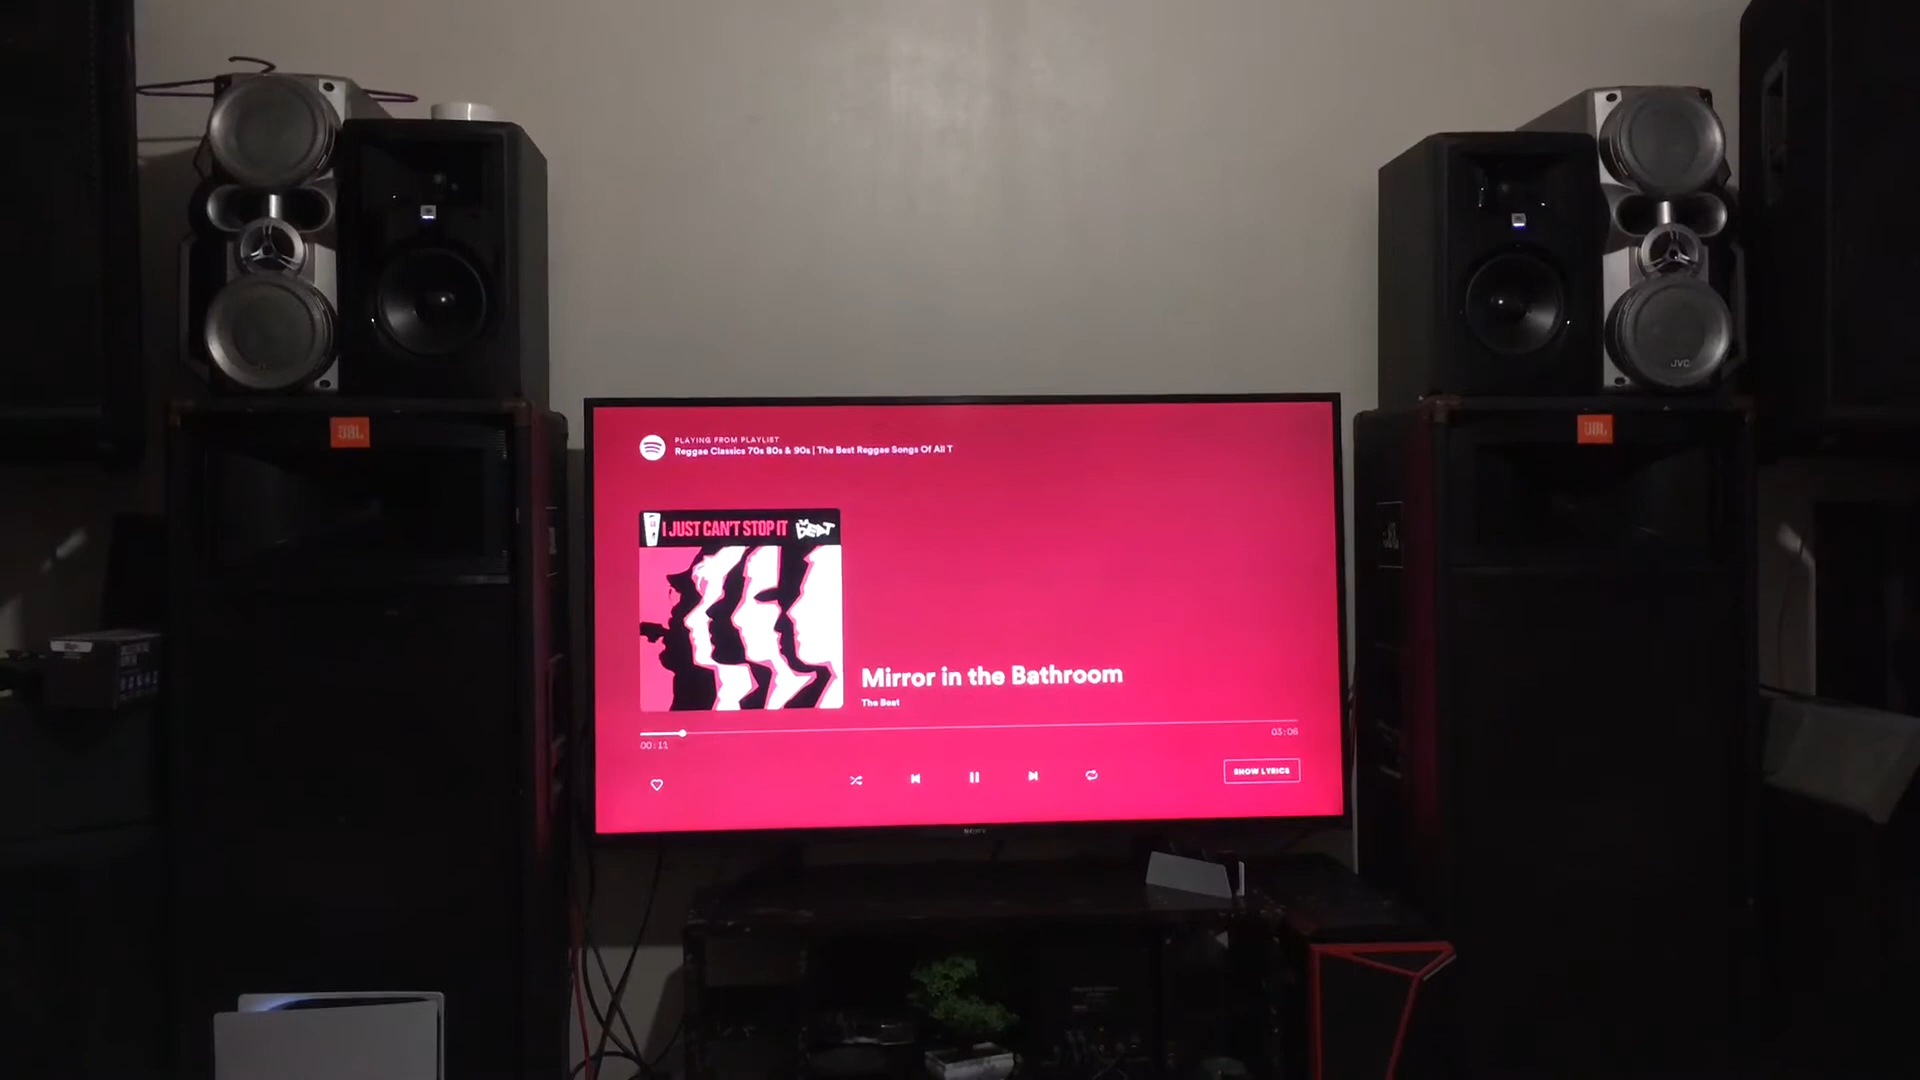 JVC
JBL
JBL
PLAYING FROM PLAYLIST
Reggae Classics 70s 80s & 90s | The Best Reggae Songs Of All T
I JUST CAN'T STOP IT
THE BEAT
Mirror in the Bathroom
The Beat
00:11
03:06
SHOW LYRICS
SONY